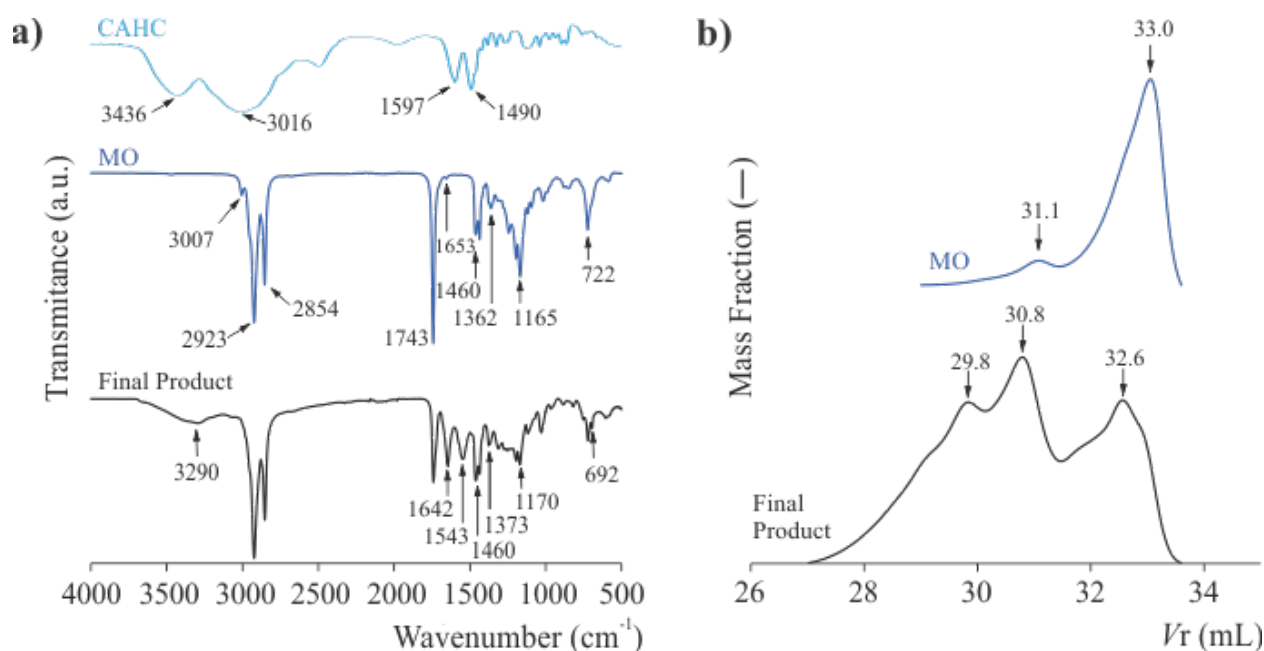 a)
CAHC
3436
3016
1597
1490
MO
3007
2923
2854
1743
1653
1460
1362
1165
722
Final Product
3290
1642
1543
1460
1373
1170
692
Transmitance (a.u.)
4000 3500 3000 2500 2000 1500 1000 500
Wavenumber (cm⁻¹)
b)
33.0
31.1
MO
30.8
29.8
32.6
Final
Product
Mass Fraction (—)
26 28 30 32 34
Vr (mL)